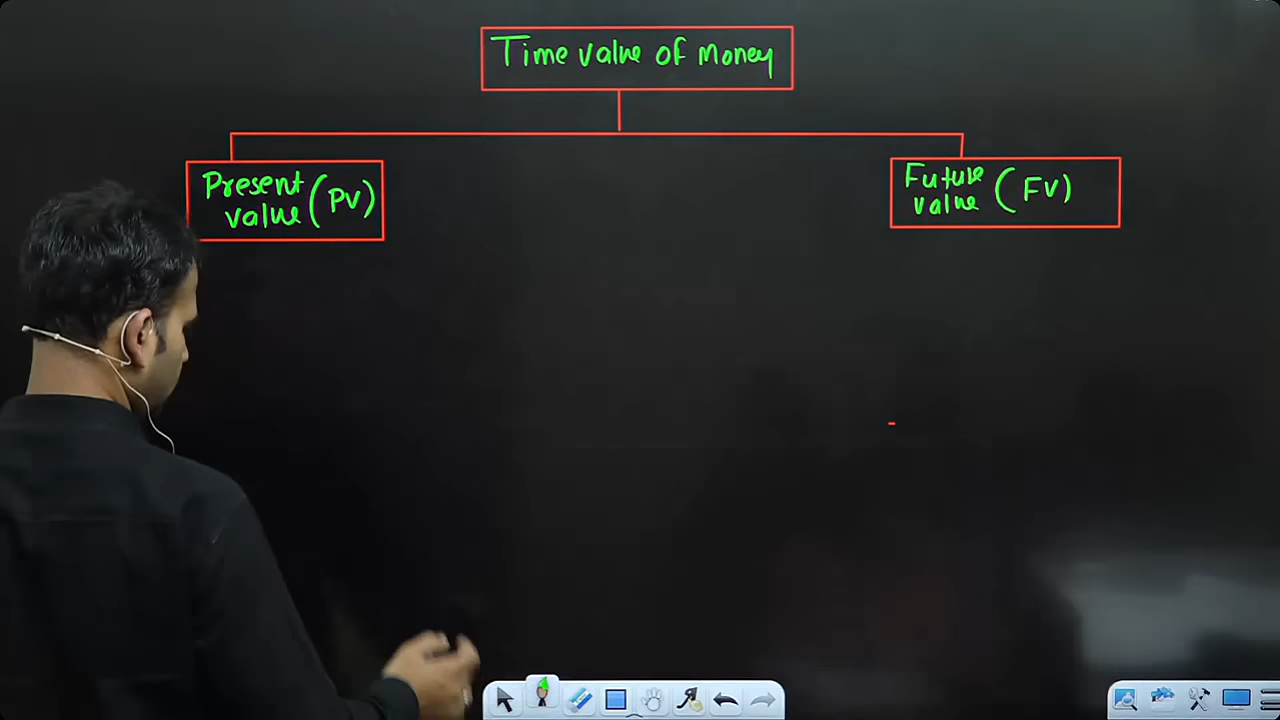 Time value of money
Present
value (PV)
Future
value (FV)